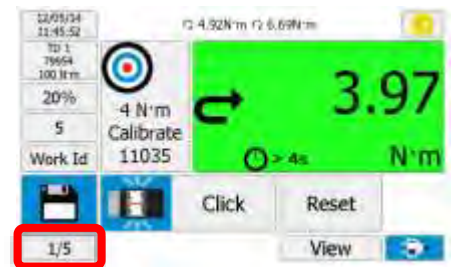 12/05/14
11:45:52
4.92N·m 6.69N·m
TD 1
79664
100 N·m
20%
5
Work Id
4 N·m
Calibrate
11035
3.97
> 4s
N·m
Click
Reset
1/5
View